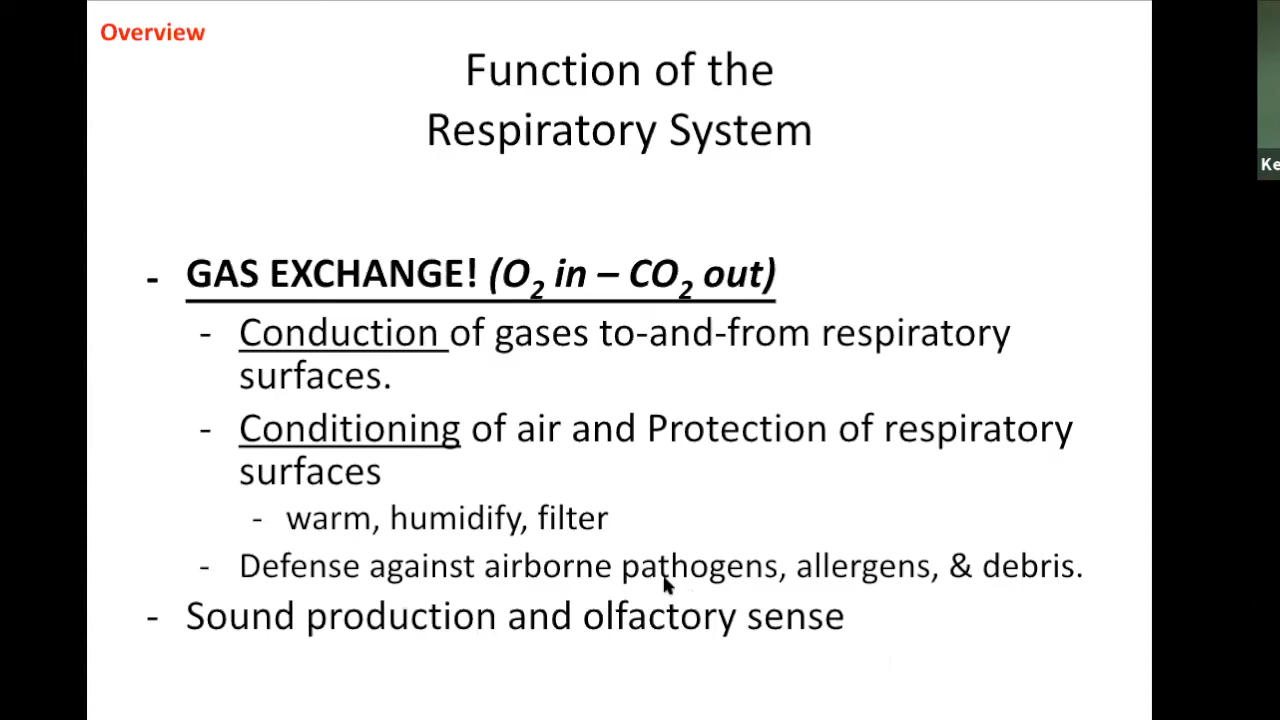 Overview
Function of the
Respiratory System
- GAS EXCHANGE! (O2 in – CO2 out)
- Conduction of gases to-and-from respiratory
surfaces.
- Conditioning of air and Protection of respiratory
surfaces
- warm, humidify, filter
- Defense against airborne pathogens, allergens, & debris.
- Sound production and olfactory sense
Ke